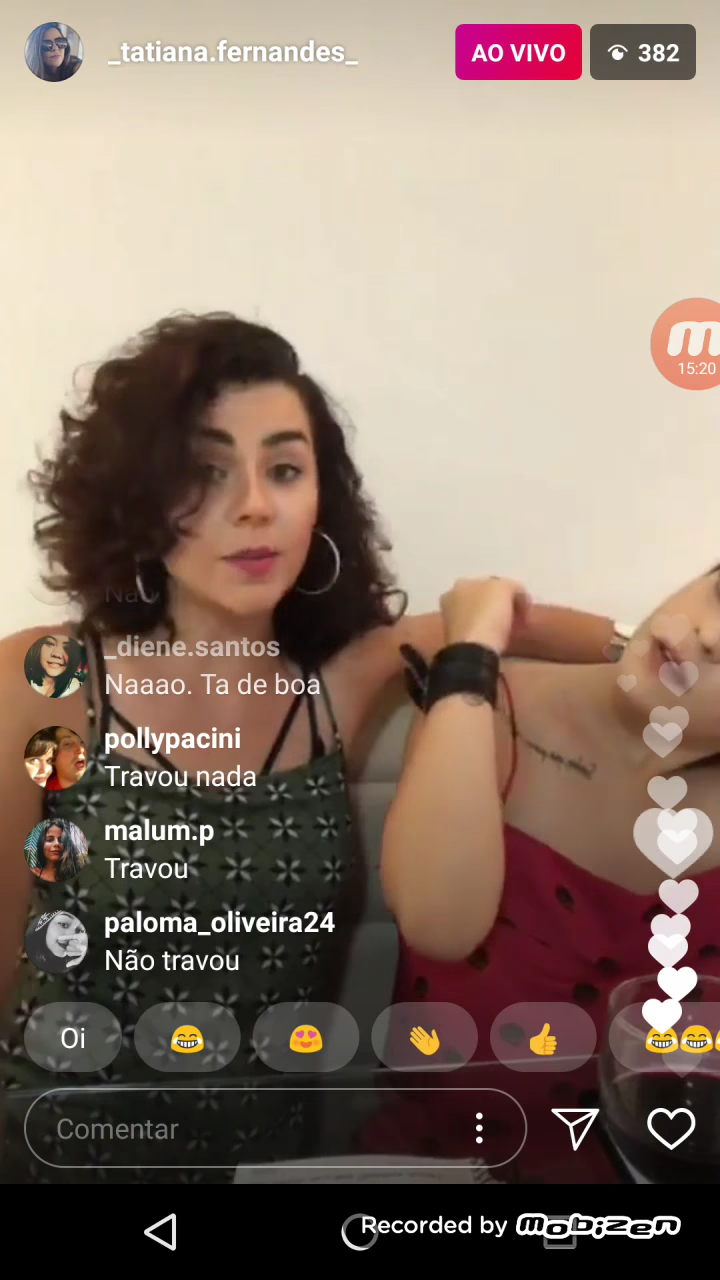 _tatiana.fernandes_
AO VIVO
382
15:20
Não
_diene.santos
Naaao. Ta de boa
pollypacini
Travou nada
malum.p
Travou
paloma_oliveira24
Não travou
Oi
Comentar
Recorded by mobizen